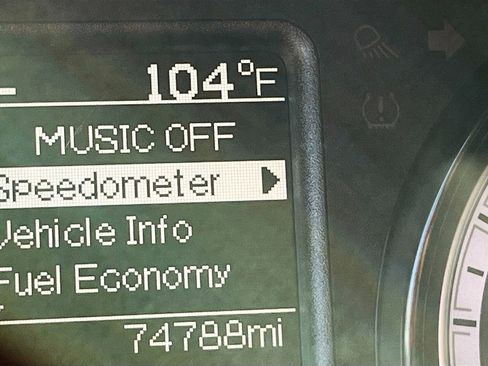 104°F
MUSIC OFF
Speedometer
Vehicle Info
Fuel Economy
74788mi